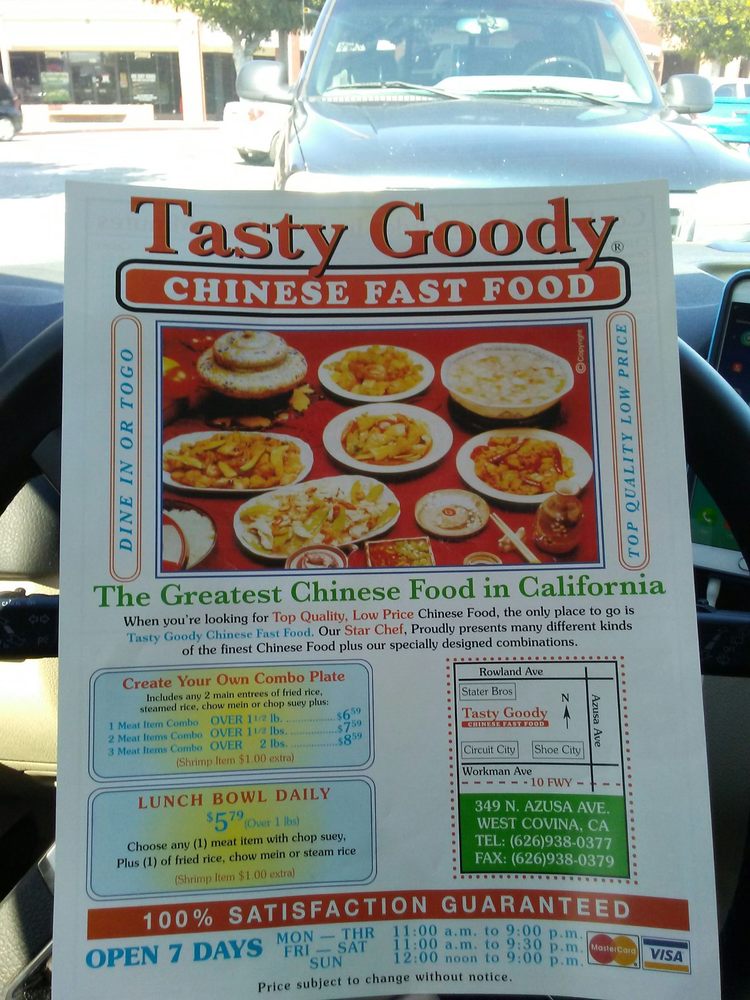 Tasty Goody®
CHINESE FAST FOOD
DINE IN OR TOGO
©Copyright
TOP QUALITY LOW PRICE
The Greatest Chinese Food in California
When you're looking for Top Quality, Low Price Chinese Food, the only place to go is
Tasty Goody Chinese Fast Food. Our Star Chef, Proudly presents many different kinds
of the finest Chinese Food plus our specially designed combinations.
Create Your Own Combo Plate
Includes any 2 main entrees of fried rice,
steamed rice, chow mein or chop suey plus:
1 Meat Item Combo OVER 1 1/2 lb. ................$6.59
2 Meat Items Combo OVER 1 1/2 lbs. ................$7.59
3 Meat Items Combo OVER 2 lbs. ................$8.59
(Shrimp Item $1.00 extra)
LUNCH BOWL DAILY
$5.79 (Over 1 lbs)
Choose any (1) meat item with chop suey,
Plus (1) of fried rice, chow mein or steam rice
(Shrimp Item $1.00 extra)
Rowland Ave
Stater Bros
N
Tasty Goody
CHINESE FAST FOOD
Azusa Ave
Circuit City
Shoe City
Workman Ave
10 FWY
349 N. AZUSA AVE.
WEST COVINA, CA
TEL: (626)938-0377
FAX: (626)938-0379
100% SATISFACTION GUARANTEED
OPEN 7 DAYS
MON — THR 11:00 a.m. to 9:00 p.m.
FRI — SAT 11:00 a.m. to 9:30 p.m.
SUN 12:00 noon to 9:00 p.m.
MasterCard
VISA
Price subject to change without notice.